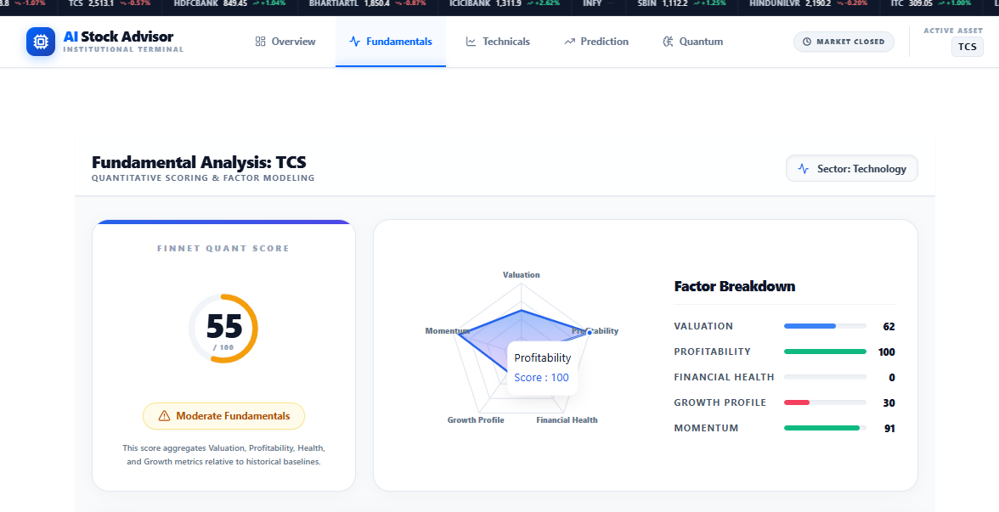 3.8 -1.07% TCS 2,513.1 -0.57% HDFCBANK 849.45 +1.04% BHARTIARTL 1,850.4 -0.87% ICICIBANK 1,311.9 +2.62% INFY — SBIN 1,112.2 +1.25% HINDUNILVR 2,190.2 -0.20% ITC 309.05 +1.00% L
AI Stock Advisor
INSTITUTIONAL TERMINAL
Overview
Fundamentals
Technicals
Prediction
Quantum
MARKET CLOSED
ACTIVE ASSET
TCS
Fundamental Analysis: TCS
QUANTITATIVE SCORING & FACTOR MODELING
Sector: Technology
FINNET QUANT SCORE
55
/ 100
Moderate Fundamentals
This score aggregates Valuation, Profitability, Health,
and Growth metrics relative to historical baselines.
Valuation
Momentum
Profitability
Profitability
Score : 100
Growth Profile
Financial Health
Factor Breakdown
VALUATION 62
PROFITABILITY 100
FINANCIAL HEALTH 0
GROWTH PROFILE 30
MOMENTUM 91